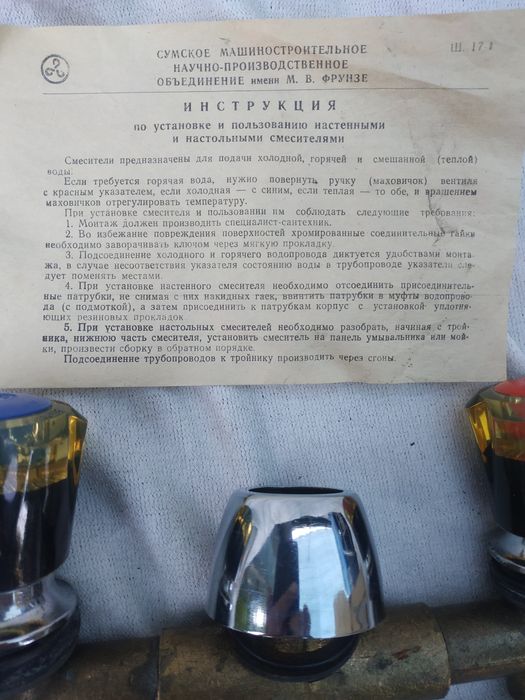 СУМСКОЕ МАШИНОСТРОИТЕЛЬНОЕ
НАУЧНО-ПРОИЗВОДСТВЕННОЕ
ОБЪЕДИНЕНИЕ имени М. В. ФРУНЗЕ
Ш. 17.1
ИНСТРУКЦИЯ
по установке и пользованию настенными
и настольными смесителями
Смесители предназначены для подачи холодной, горячей и смешанной (теплой)
воды.
Если требуется горячая вода, нужно повернуть ручку (маховичок) вентиля
с красным указателем, если холодная — с синим, если теплая — то обе, и вращением
маховичков отрегулировать температуру.
При установке смесителя и пользовании им соблюдать следующие требования:
1. Монтаж должен производить специалист-сантехник.
2. Во избежание повреждения поверхностей хромированные соединительные гайки
необходимо заворачивать ключом через мягкую прокладку.
3. Подсоединение холодного и горячего водопровода диктуется удобствами монта-
жа, в случае несоответствия указателя состоянию воды в трубопроводе указатели сле-
дует поменять местами.
4. При установке настенного смесителя необходимо отсоединить присоединитель-
ные патрубки, не снимая с них накидных гаек, ввинтить патрубки в муфты водопрово-
да (с подмоткой), а затем присоединить к патрубкам корпус с установкой уплотня-
ющих резиновых прокладок
5. При установке настольных смесителей необходимо разобрать, начиная с трой-
ника, нижнюю часть смесителя, установить смеситель на панель умывальника или мой-
ки, произвести сборку в обратном порядке.
Подсоединение трубопроводов к тройнику производить через сгоны.